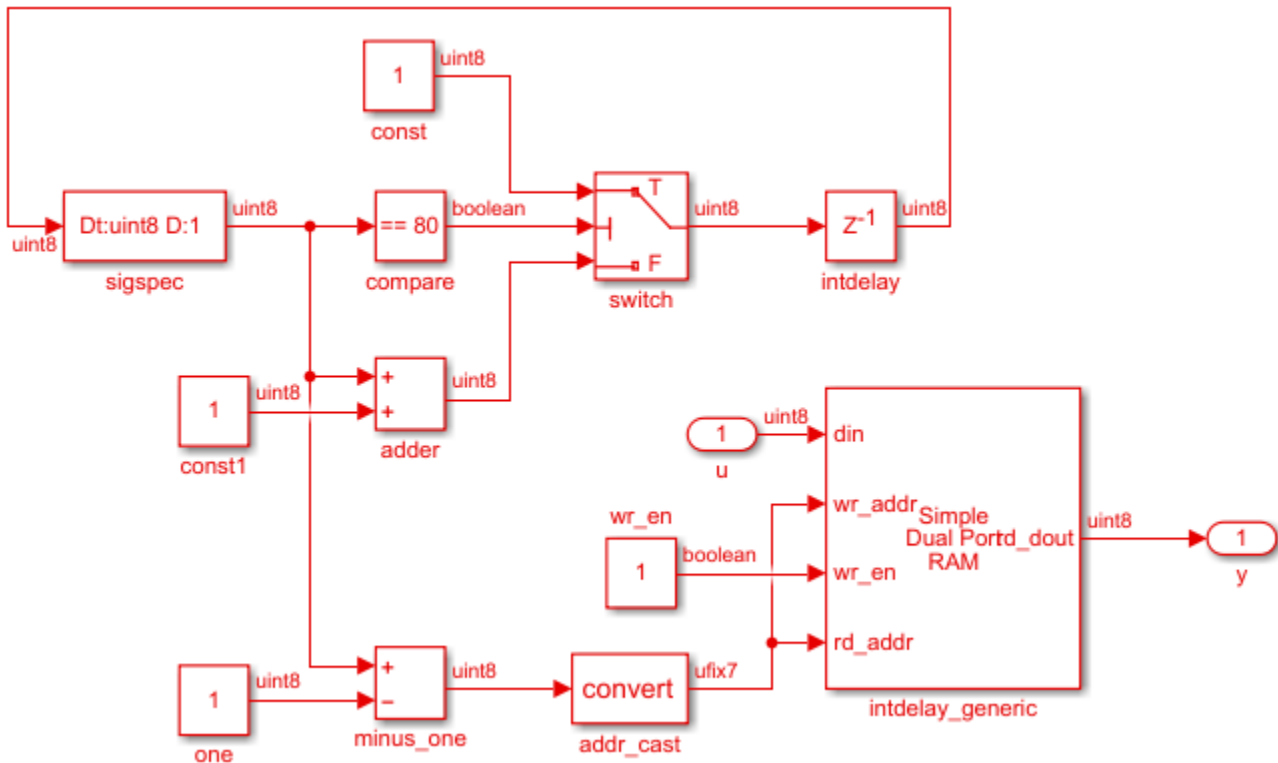 1
uint8
const
uint8
Dt:uint8 D:1
uint8
sigspec
== 80
boolean
compare
T
F
switch
uint8
Z-1
uint8
intdelay
1
uint8
const1
+
+
uint8
adder
1
uint8
u
din
wr_addr
Simple
Dual Portd_dout
RAM
wr_en
rd_addr
intdelay_generic
uint8
1
y
wr_en
1
boolean
1
uint8
one
+
−
uint8
minus_one
convert
ufix7
addr_cast